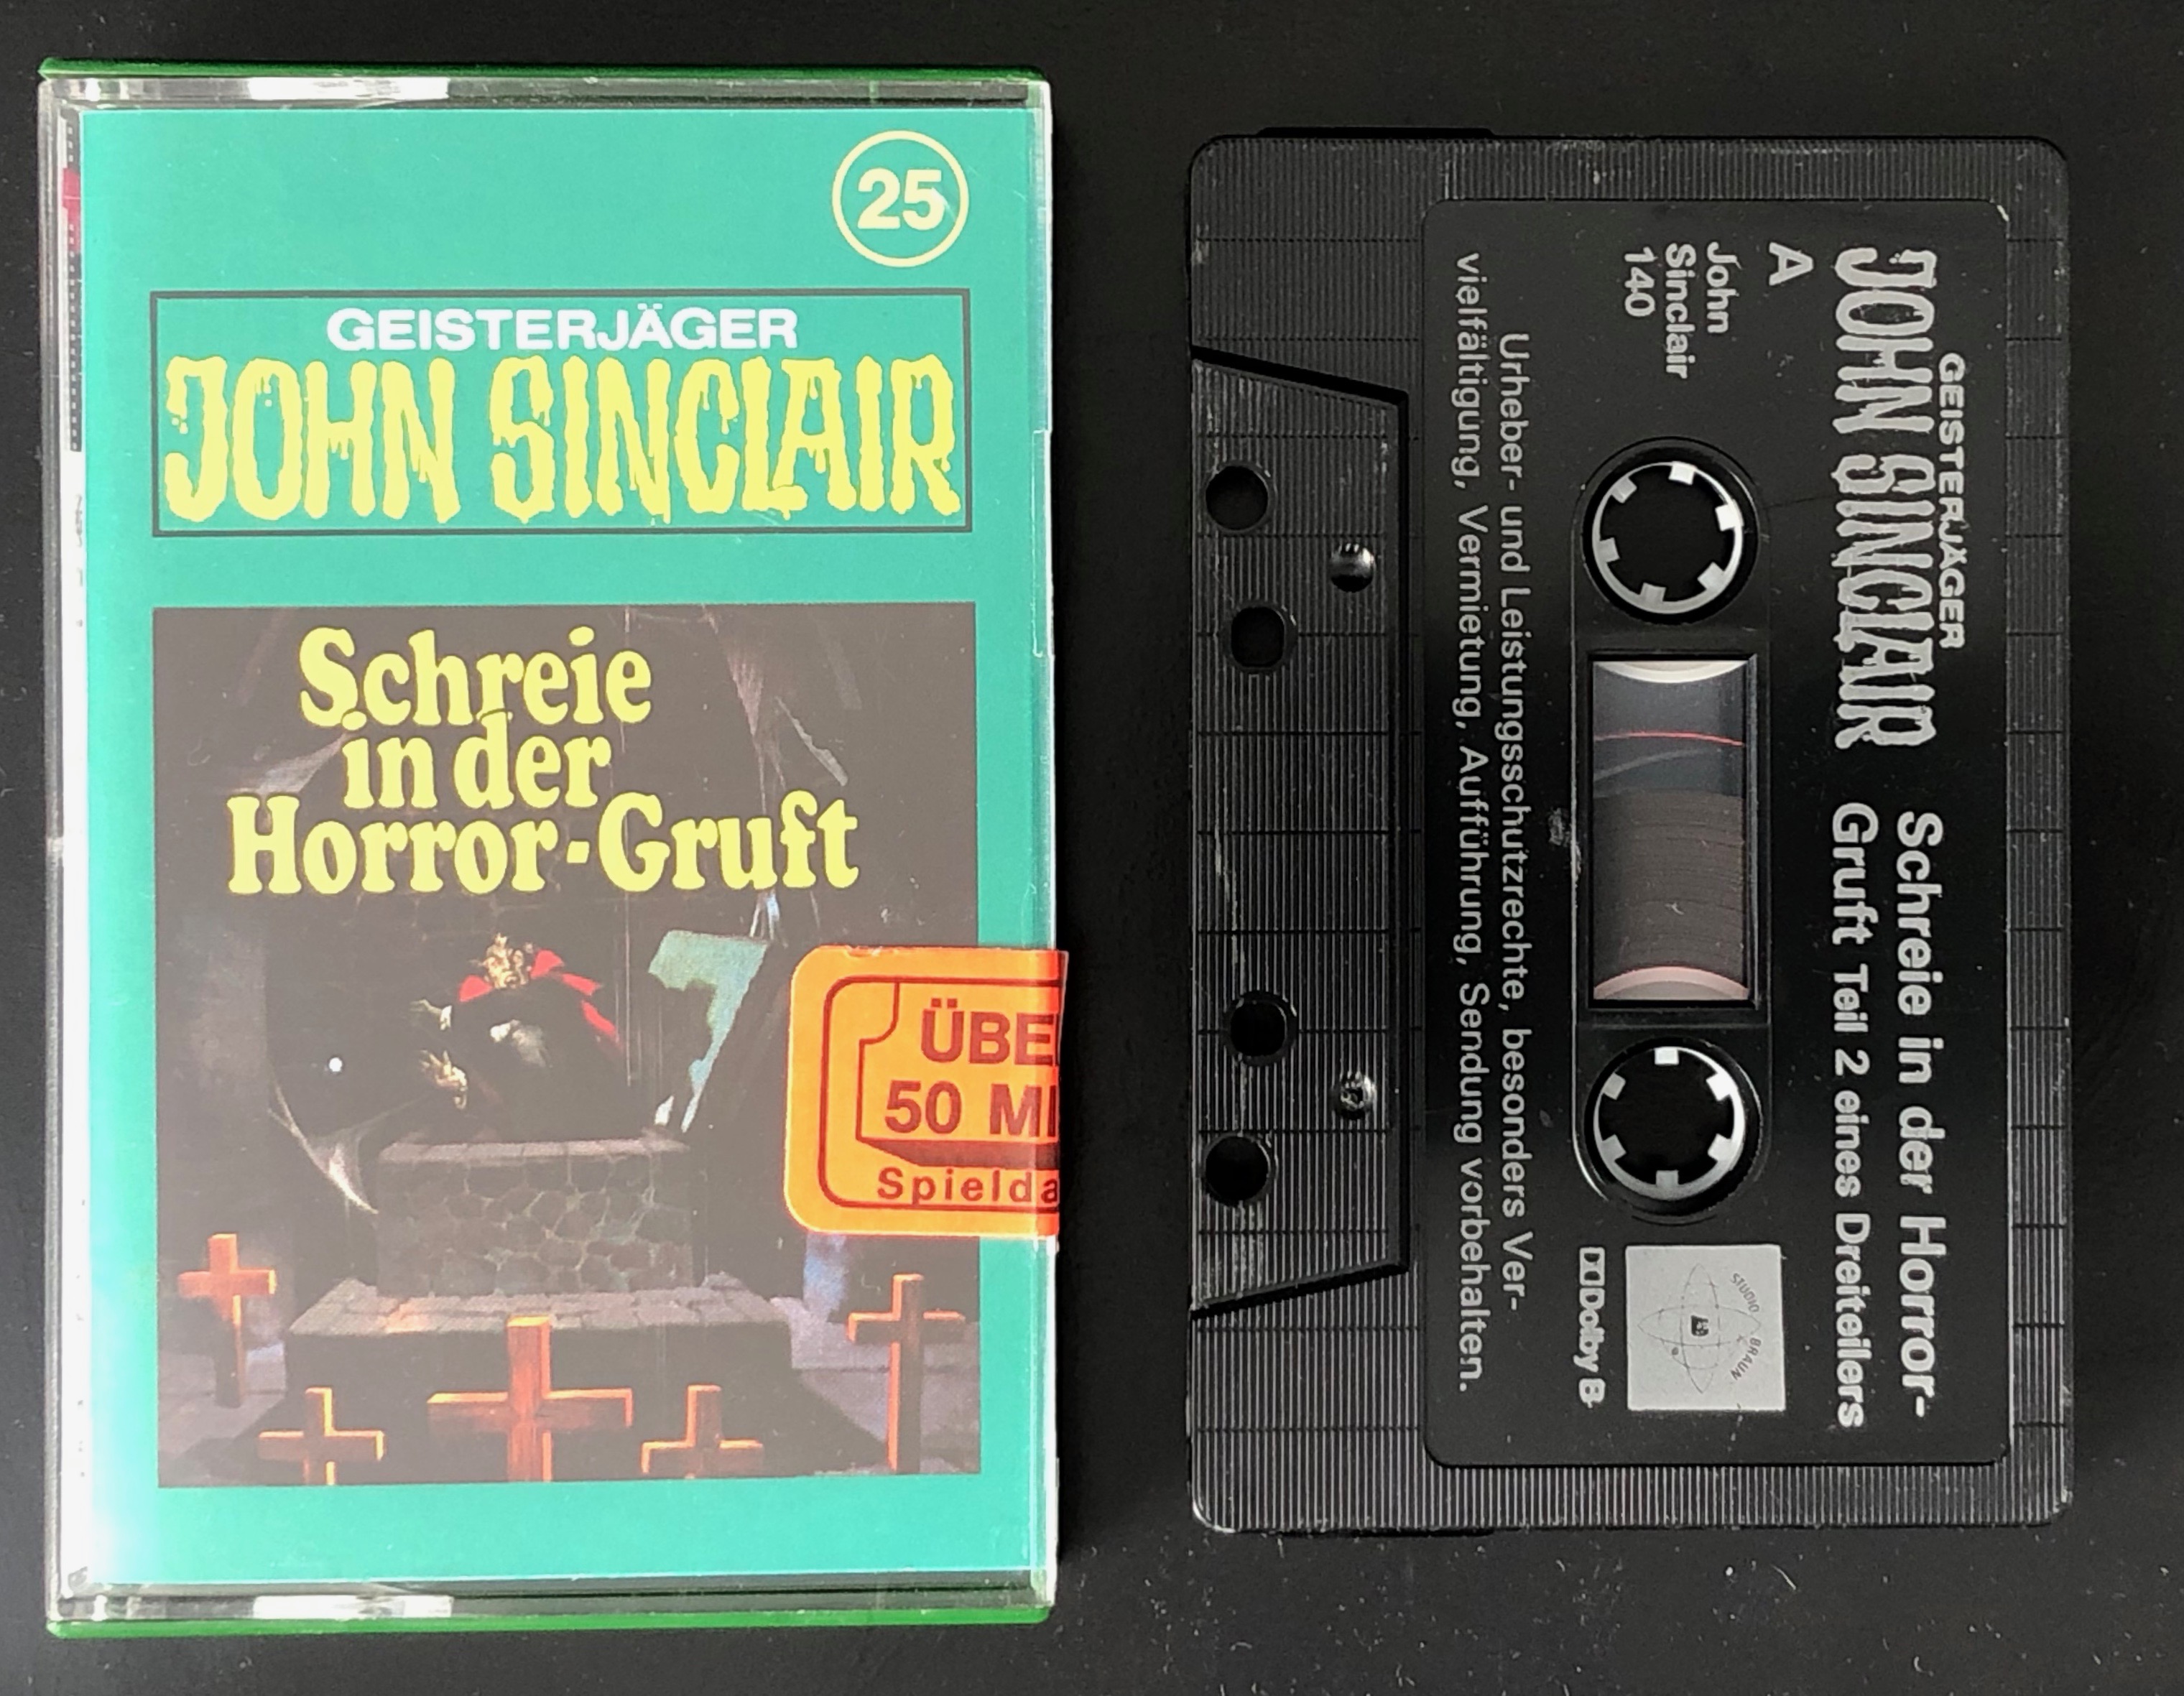 25
GEISTERJÄGER
JOHN SINCLAIR
Schreie
in der
Horror-Gruft
ÜBE
50 MI
Spielda
GEISTERJÄGER
JOHN SINCLAIR
Schreie in der Horror-
Gruft Teil 2 eines Dreiteilers
A
John
Sinclair
140
STUDIO BRAUN
Dolby B
Urheber- und Leistungsschutzrechte, besonders Ver-
vielfältigung, Vermietung, Aufführung, Sendung vorbehalten.